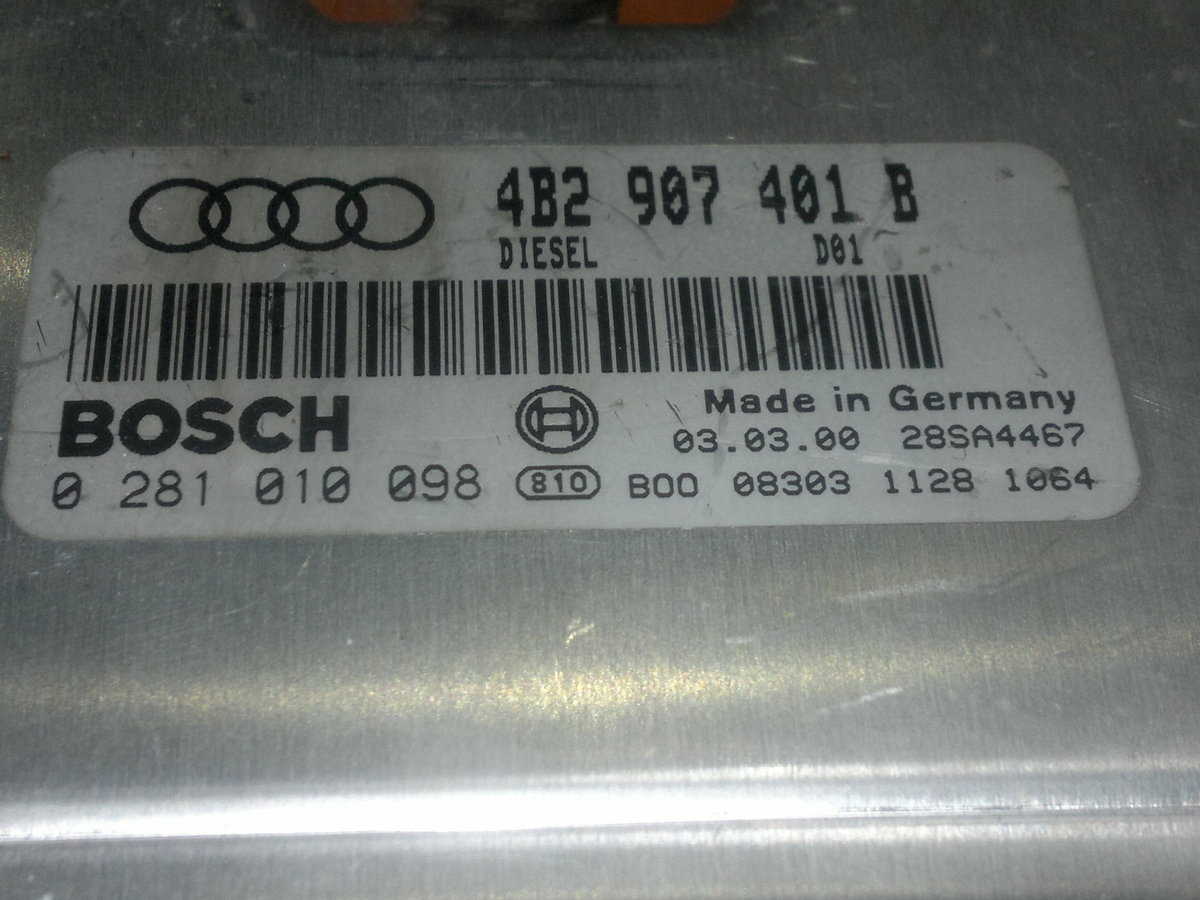 4B2 907 401 B
DIESEL D01
BOSCH
Made in Germany
03.03.00 28SA4467
0 281 010 098 810 B00 08303 1128 1064